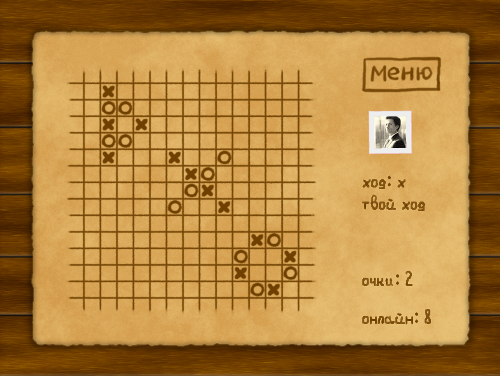 Меню
ход: x
твой ход
очки: 2
онлайн: 8